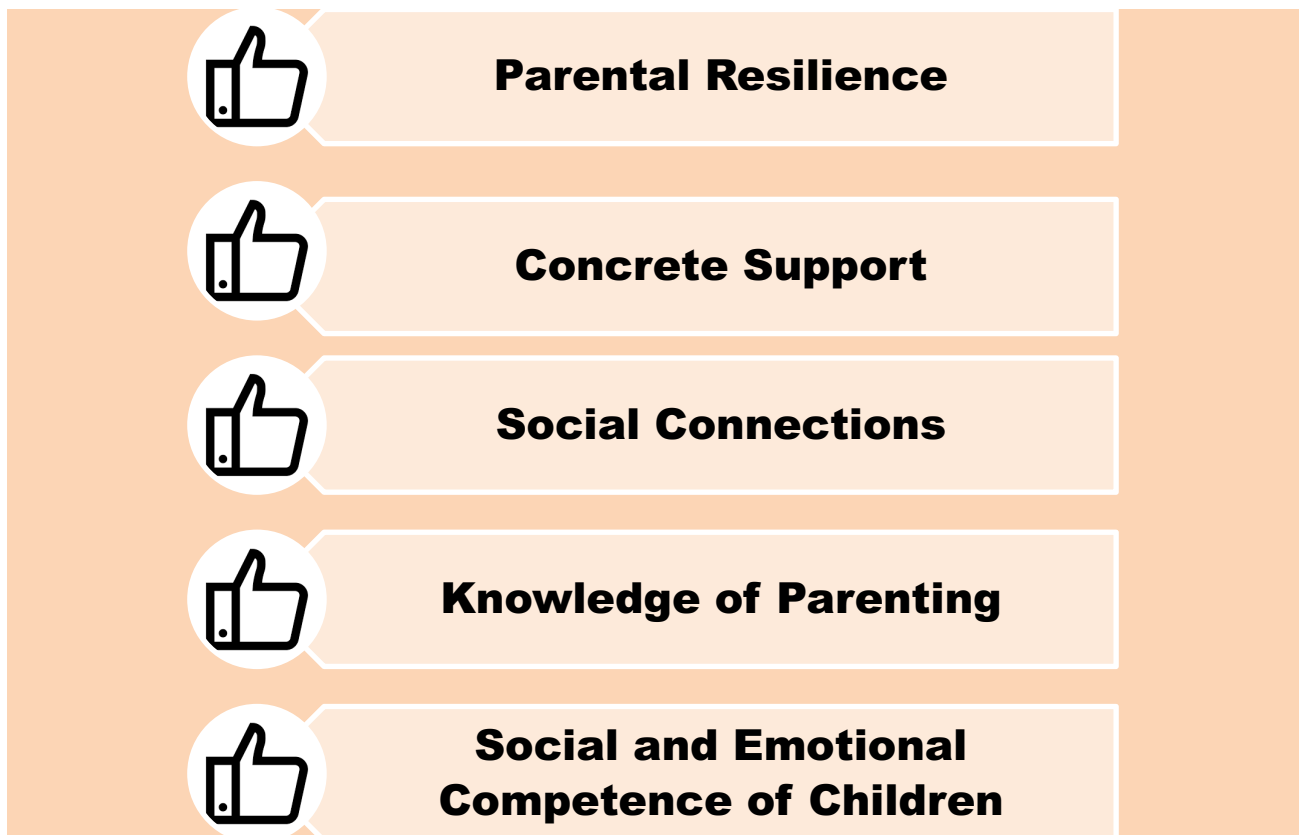 Parental Resilience
Concrete Support
Social Connections
Knowledge of Parenting
Social and Emotional
Competence of Children